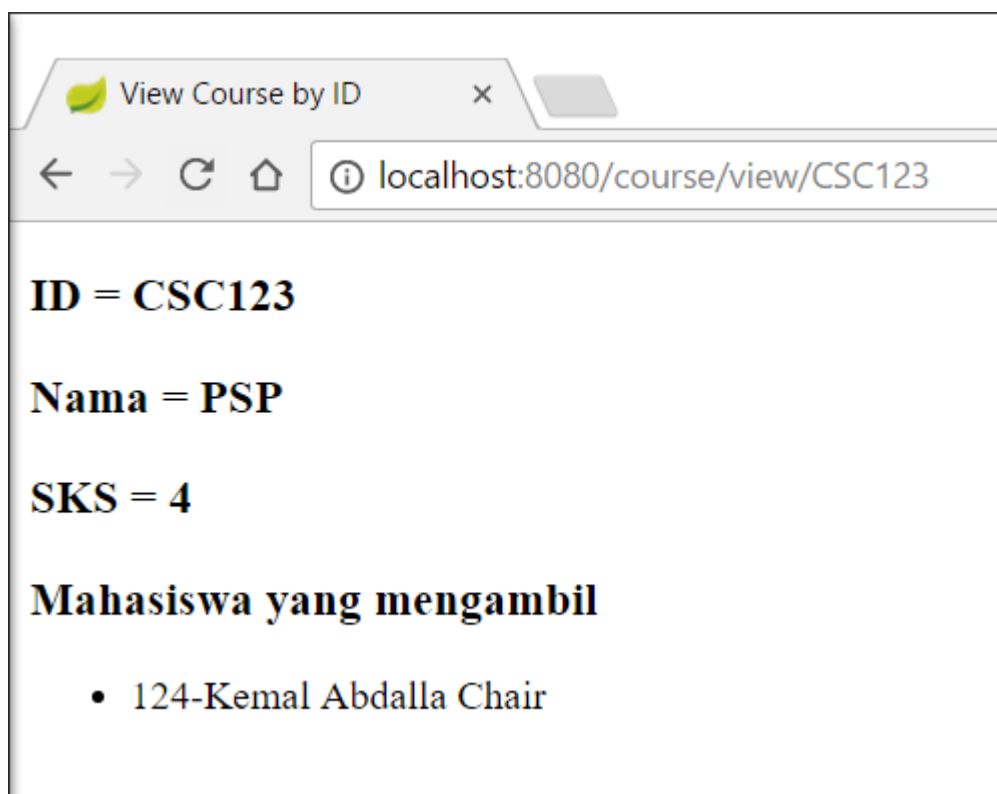 View Course by ID
localhost:8080/course/view/CSC123
ID = CSC123
Nama = PSP
SKS = 4
Mahasiswa yang mengambil
124-Kemal Abdalla Chair